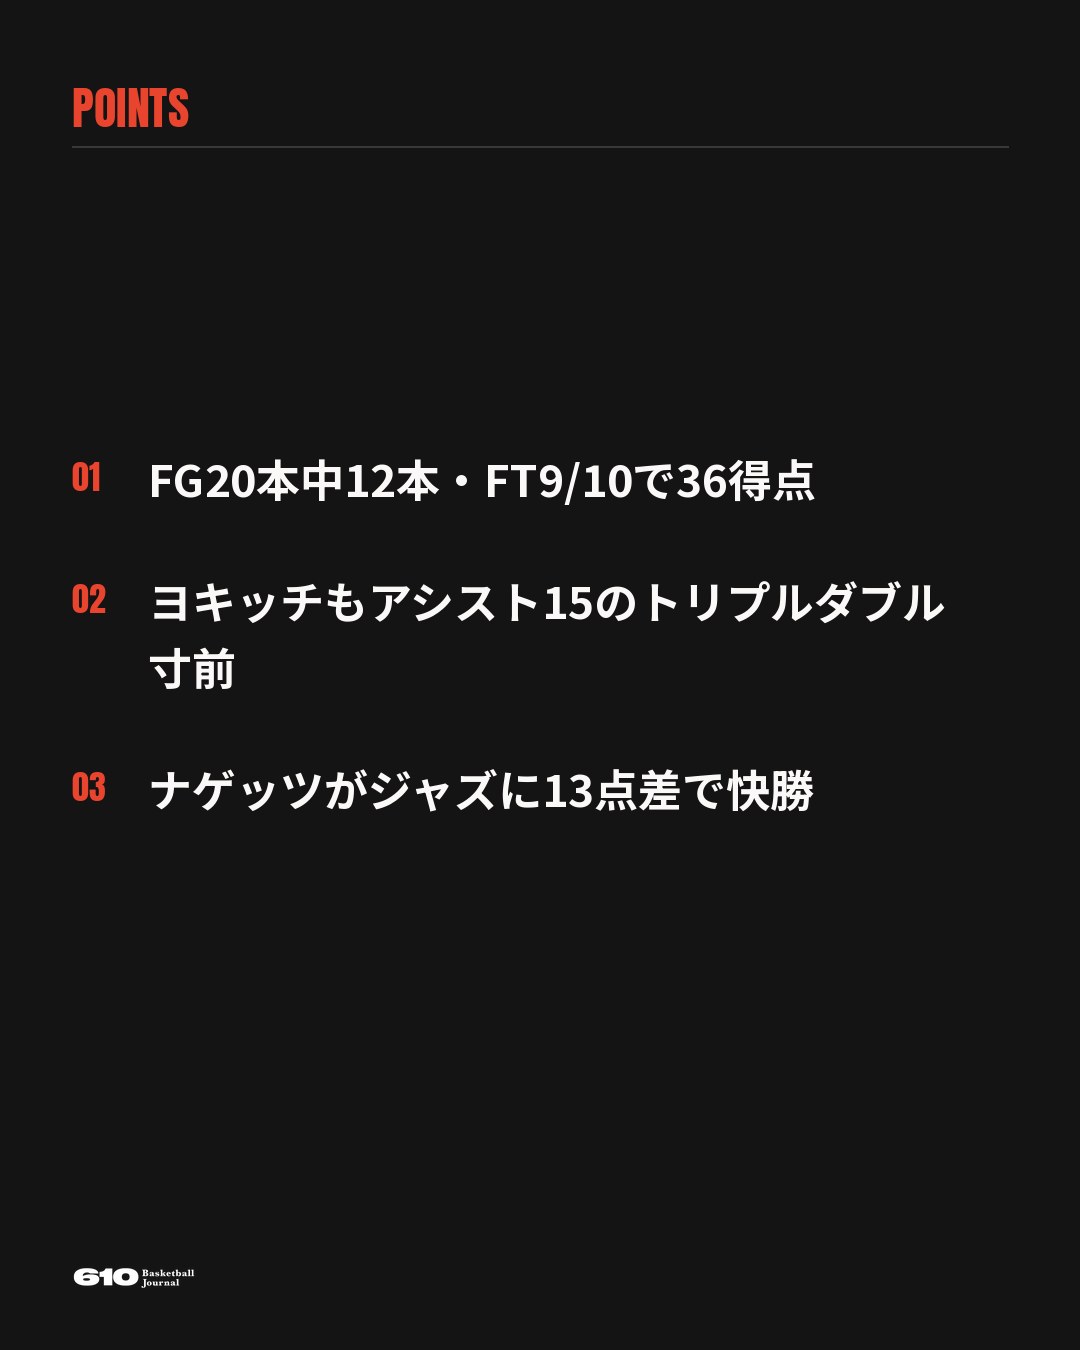 POINTS
01 FG20本中12本・FT9/10で36得点
02 ヨキッチもアシスト15のトリプルダブル
寸前
03 ナゲッツがジャズに13点差で快勝
610 Basketball
Journal